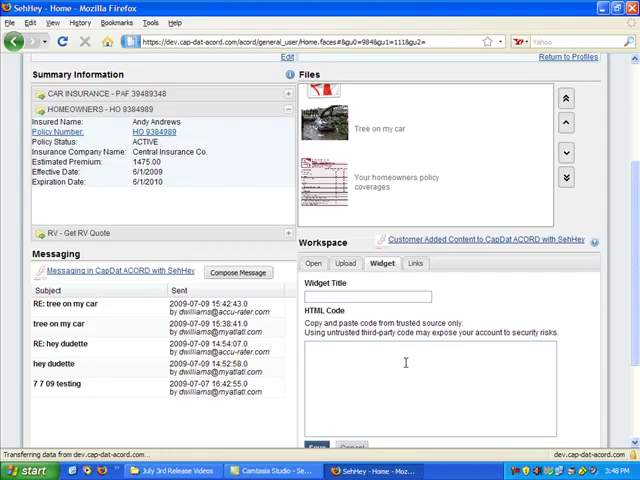 SehHey - Home - Mozilla Firefox
File Edit View History Bookmarks Tools Help
https://dev.cap-dat-acord.com/acord/general_user/Home.faces#&gu0=984&gu1=111&gu2=
Yahoo
Edit
Return to Profiles
Summary Information
Files
CAR INSURANCE - PAF 39489348
HOMEOWNERS - HO 9384989
Insured Name: Andy Andrews
Policy Number: HO 9384989
Policy Status: ACTIVE
Insurance Company Name: Central Insurance Co.
Estimated Premium: 1475.00
Effective Date: 6/1/2009
Expiration Date: 6/1/2010
Tree on my car
Your homeowners policy
coverages
RV - Get RV Quote
Workspace
Customer Added Content to CapDat ACORD with SehHey
Messaging
Messaging in CapDat ACORD with SehHey
Compose Message
Open Upload Widget Links
Subject Sent
Widget Title
RE: tree on my car 2009-07-09 15:42:43.0
by dwilliams@accu-rater.com
tree on my car 2009-07-09 15:38:41.0
by dwilliams@myatlatl.com
RE: hey dudette 2009-07-09 14:54:07.0
by dwilliams@accu-rater.com
hey dudette 2009-07-09 14:52:58.0
by dwilliams@myatlatl.com
7 7 09 testing 2009-07-07 16:42:55.0
by dwilliams@myatlatl.com
HTML Code
Copy and paste code from trusted source only.
Using untrusted third-party code may expose your account to security risks.
Save Cancel
Transferring data from dev.cap-dat-acord.com...
dev.cap-dat-acord.com
start
July 3rd Release Videos
Camtasia Studio - Se...
SehHey - Home - Moz...
3:48 PM